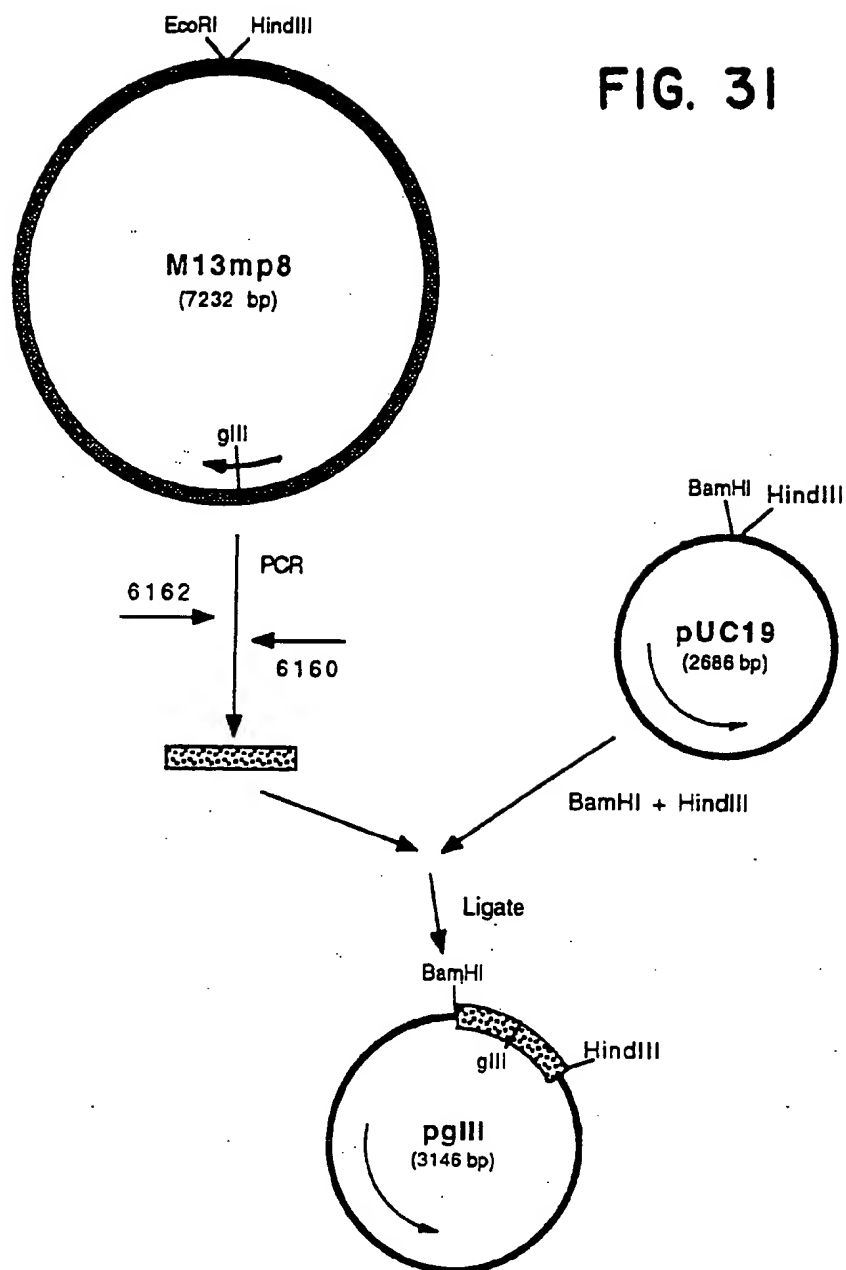 EcoRI HindIII
FIG. 31
M13mp8
(7232 bp)
gIII
PCR
6162
6160
BamHI HindIII
pUC19
(2686 bp)
BamHI + HindIII
Ligate
BamHI
gIII
HindIII
pgIII
(3146 bp)